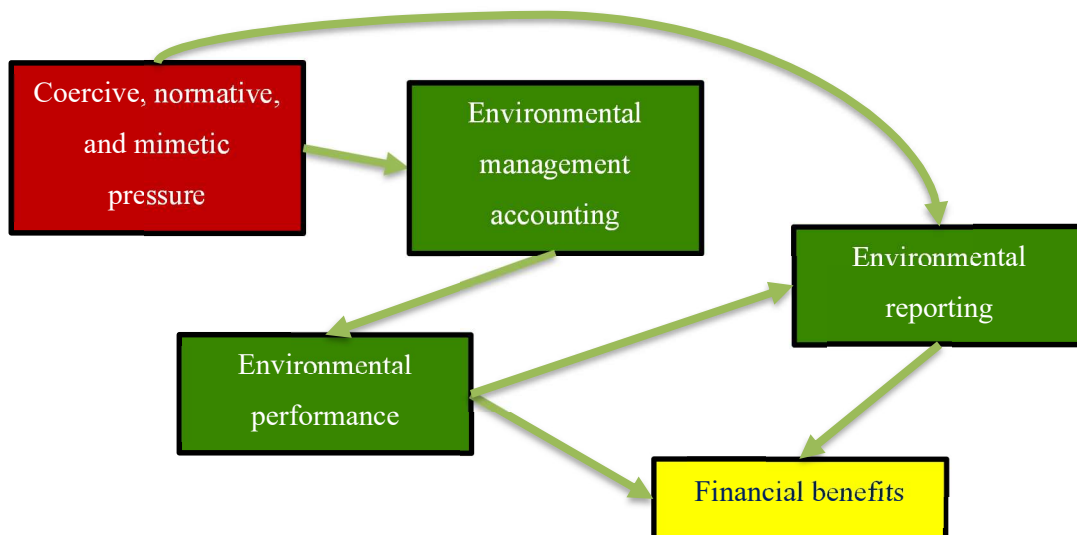 Coercive, normative,
and mimetic
pressure
Environmental
management
accounting
Environmental
reporting
Environmental
performance
Financial benefits